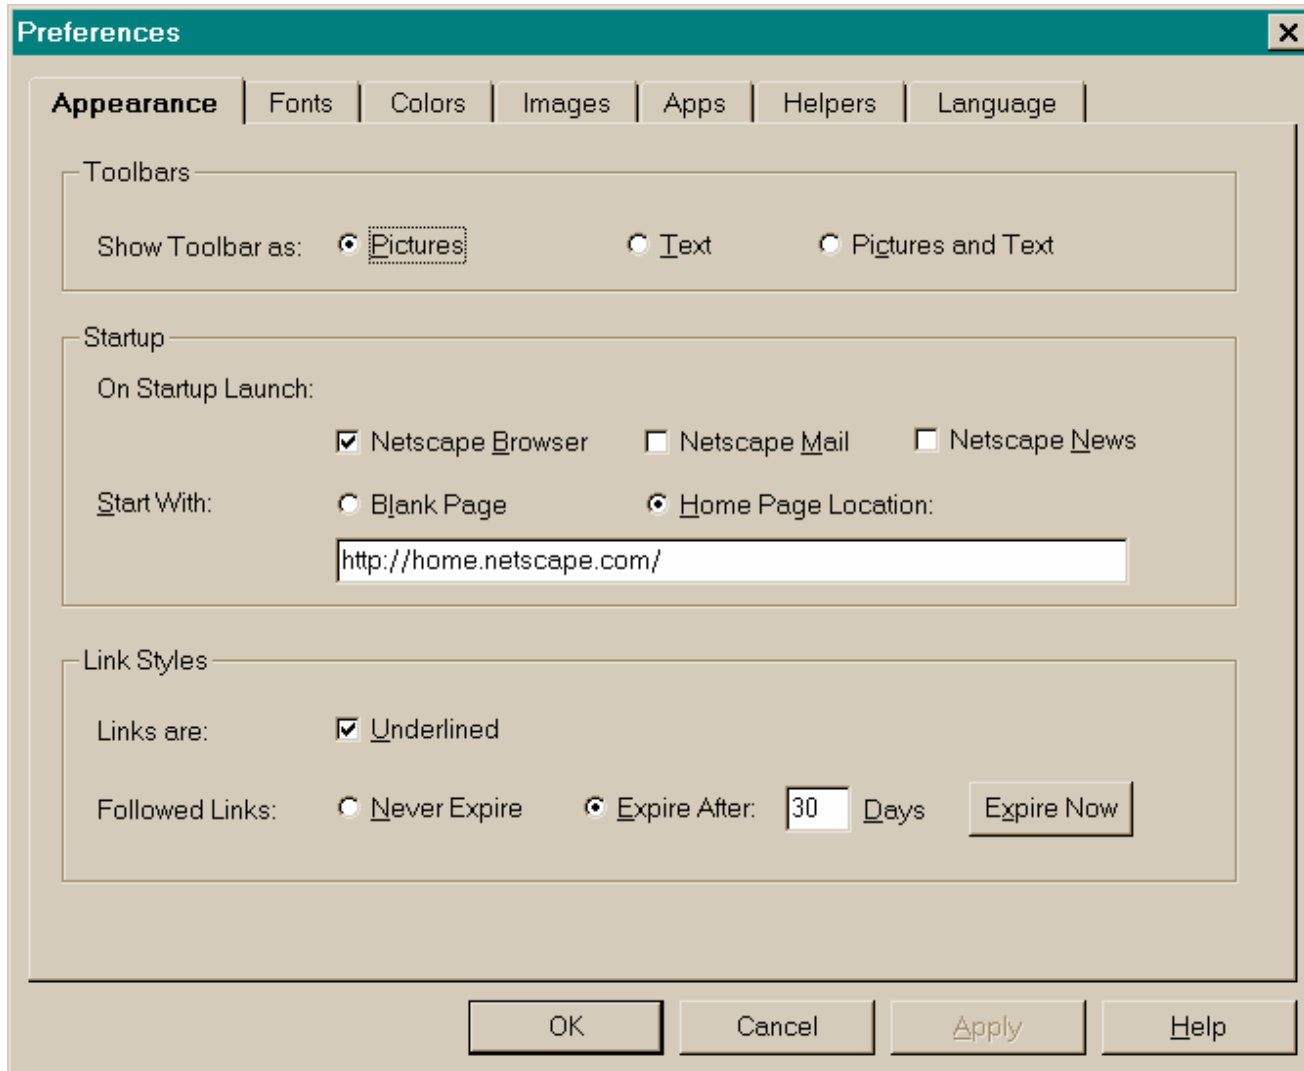 Preferences
Appearance Fonts Colors Images Apps Helpers Language
Toolbars
Show Toolbar as: Pictures Text Pictures and Text
Startup
On Startup Launch:
Netscape Browser Netscape Mail Netscape News
Start With: Blank Page Home Page Location:
http://home.netscape.com/
Link Styles
Links are: Underlined
Followed Links: Never Expire Expire After: 30 Days Expire Now
OK Cancel Apply Help